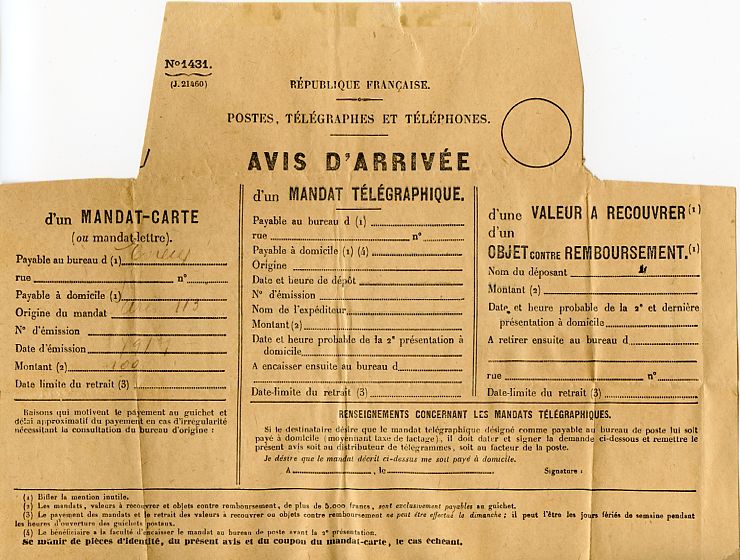 No 1431.
(J. 21460)
RÉPUBLIQUE FRANÇAISE.
POSTES, TÉLÉGRAPHES ET TÉLÉPHONES.
AVIS D'ARRIVÉE
d'un MANDAT-CARTE
(ou mandat-lettre).
Payable au bureau d (1)
rue n°
Payable à domicile (1)
Origine du mandat 113
N° d'émission
Date d'émission
Montant (2) 100
Date limite du retrait (3)
Raisons qui motivent le payement au guichet et
délai approximatif du payement en cas d'irrégularité
nécessitant la consultation du bureau d'origine :
d'un MANDAT TÉLÉGRAPHIQUE.
Payable au bureau d (1)
rue n°
Payable à domicile (1) (4)
Origine
Date et heure de dépôt
N° d'émission
Nom de l'expéditeur
Montant (2)
Date et heure probable de la 2e présentation à
domicile
A encaisser ensuite au bureau d
Date-limite du retrait (3)
d'une VALEUR A RECOUVRER (1)
d'un
OBJET CONTRE REMBOURSEMENT. (1)
Nom du déposant
Montant (2)
Date et heure probable de la 2e et dernière
présentation à domicile
A retirer ensuite au bureau d
rue n°
Date-limite du retrait (3)
RENSEIGNEMENTS CONCERNANT LES MANDATS TÉLÉGRAPHIQUES.
Si le destinataire désire que le mandat télégraphique désigné comme payable au bureau de poste lui soit
payé à domicile (moyennant taxe de factage), il doit dater et signer la demande ci-dessous et remettre le
présent avis soit au distributeur de télégrammes, soit au facteur de la poste.
Je désire que le mandat décrit ci-dessus me soit payé à domicile.
A , le Signature :
(1) Biffer la mention inutile.
(2) Les mandats, valeurs à recouvrer et objets contre remboursement, de plus de 5.000 francs, sont exclusivement payables au guichet.
(3) Le payement des mandats et le retrait des valeurs à recouvrer ou objets contre remboursement ne peut être effectué le dimanche ; il peut l'être les jours fériés de semaine pendant
les heures d'ouverture des guichets postaux.
(4) Le bénéficiaire a la faculté d'encaisser le mandat au bureau de poste avant la 2e présentation.
Se munir de pièces d'identité, du présent avis et du coupon du mandat-carte, le cas échéant.